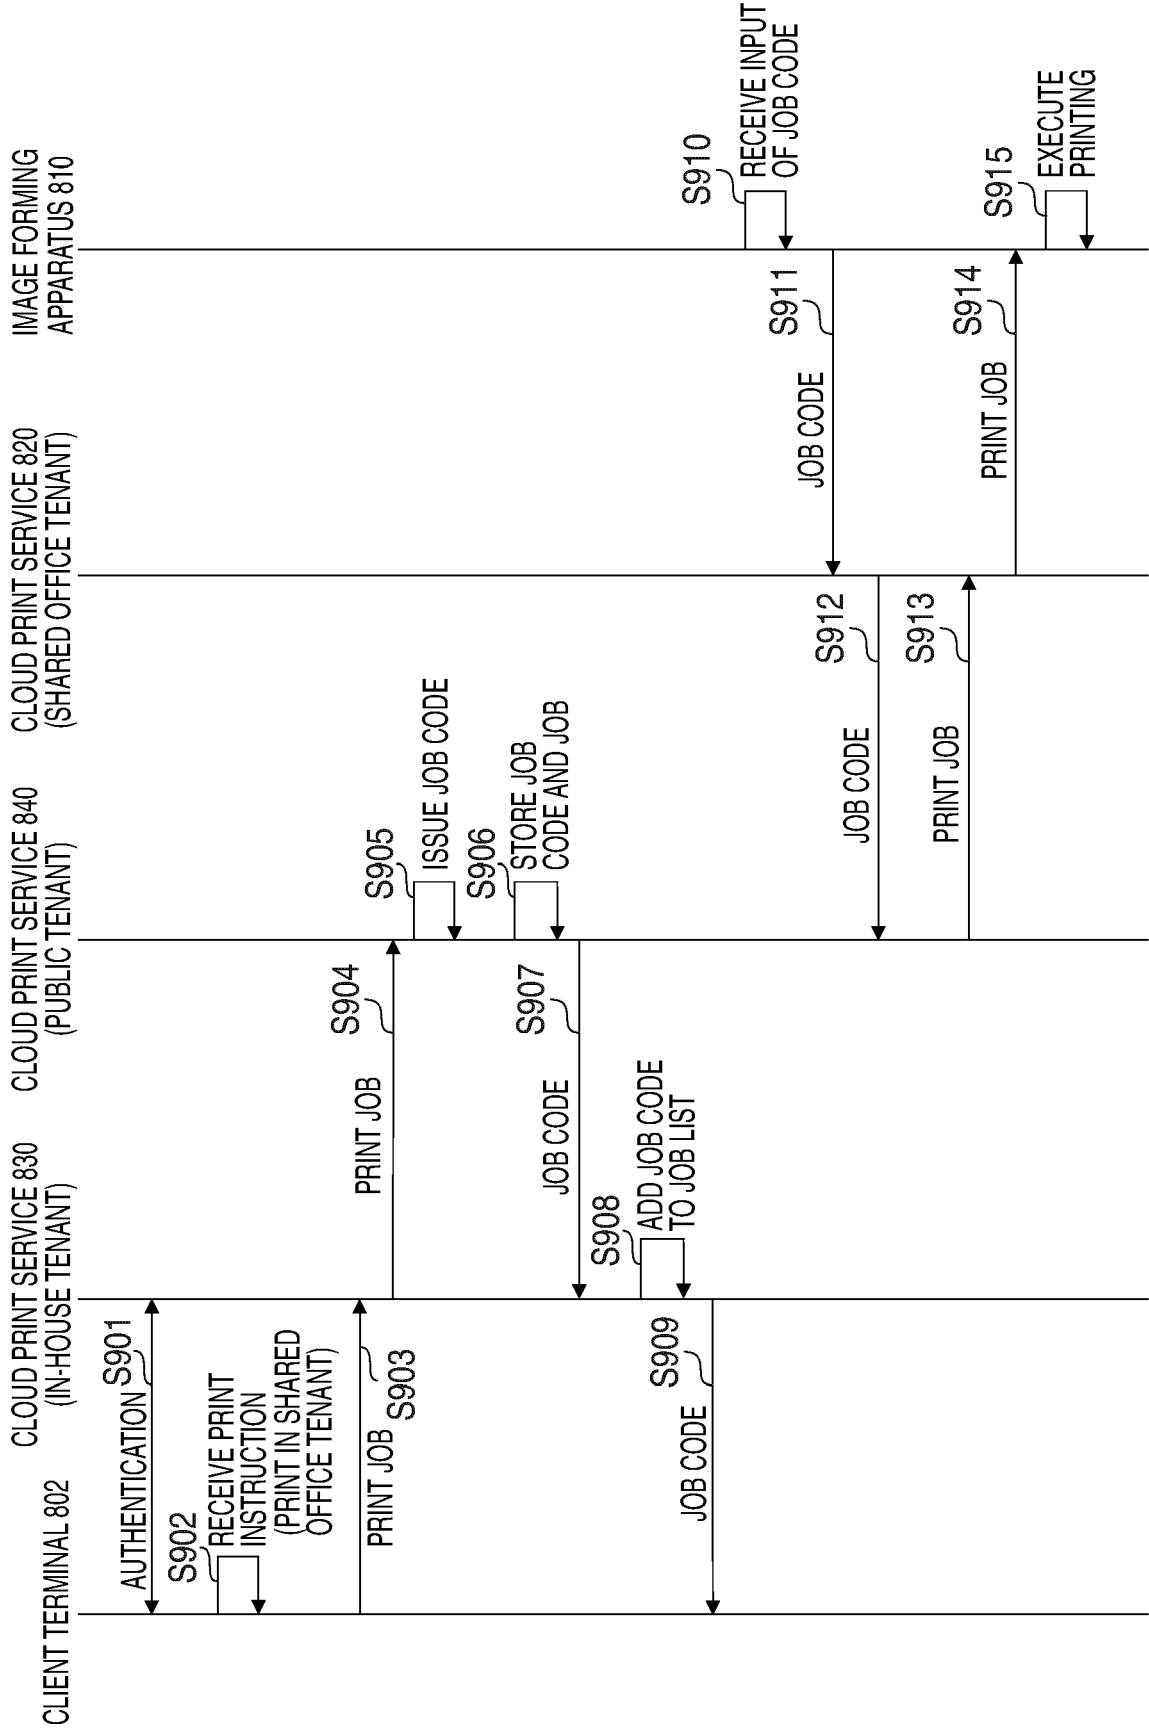 CLIENT TERMINAL 802
CLOUD PRINT SERVICE 830
(IN-HOUSE TENANT)
CLOUD PRINT SERVICE 840
(PUBLIC TENANT)
CLOUD PRINT SERVICE 820
(SHARED OFFICE TENANT)
IMAGE FORMING
APPARATUS 810
AUTHENTICATION
S901
S902
RECEIVE PRINT
INSTRUCTION
(PRINT IN SHARED
OFFICE TENANT)
PRINT JOB
S903
PRINT JOB
S904
S905
ISSUE JOB CODE
S906
STORE JOB
CODE AND JOB
JOB CODE
S907
S908
ADD JOB CODE
TO JOB LIST
JOB CODE
S909
S910
RECEIVE INPUT
OF JOB CODE
JOB CODE
S911
JOB CODE
S912
PRINT JOB
S913
PRINT JOB
S914
S915
EXECUTE
PRINTING